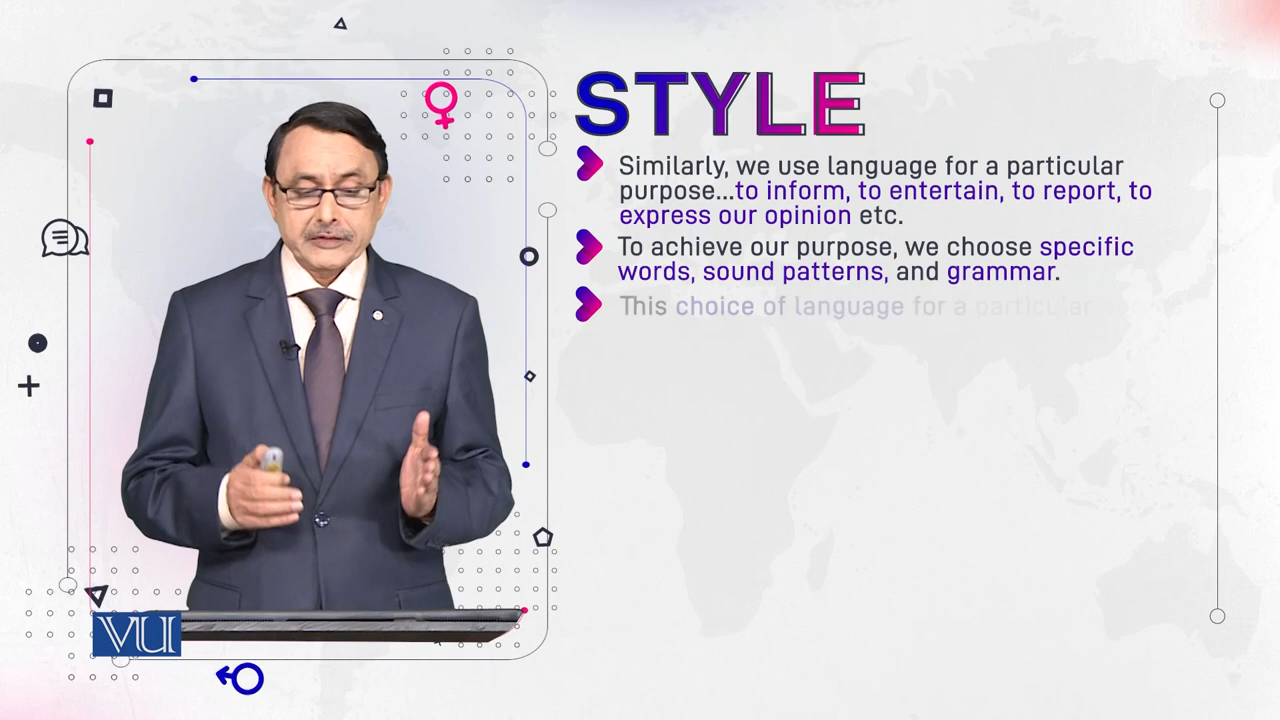 STYLE
Similarly, we use language for a particular
purpose...to inform, to entertain, to report, to
express our opinion etc.
To achieve our purpose, we choose specific
words, sound patterns, and grammar.
This choice of language for a particular
VU